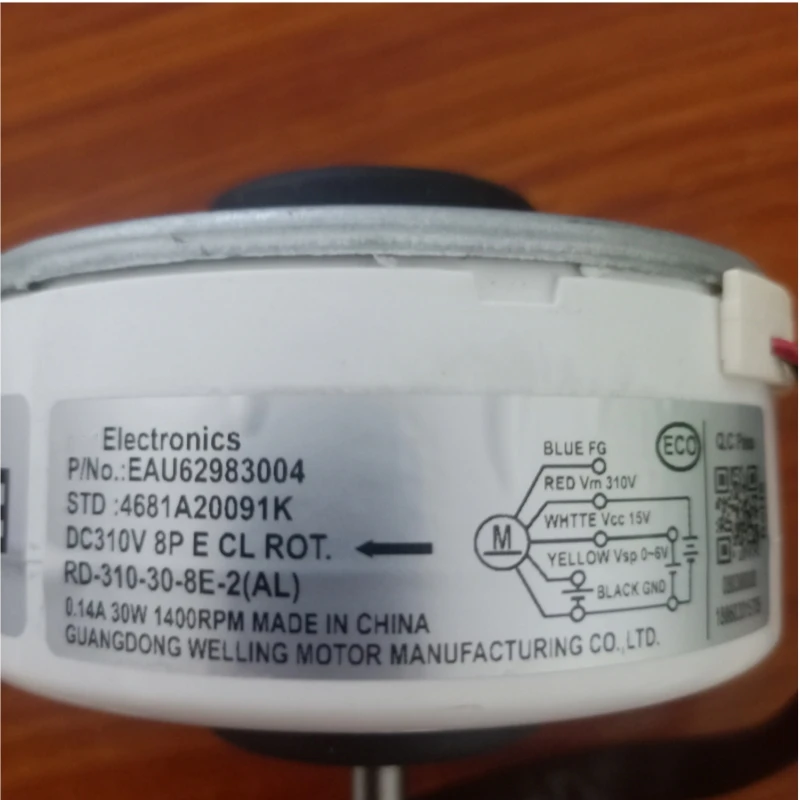 Electronics
P/No.:EAU62983004
STD :4681A20091K
DC310V 8P E CL ROT.
RD-310-30-8E-2(AL)
0.14A 30W 1400RPM MADE IN CHINA
GUANGDONG WELLING MOTOR MANUFACTURING CO.,LTD.
M
BLUE FG
RED Vm 310V
WHTTE Vcc 15V
YELLOW Vsp 0~6V
BLACK GND
ECO